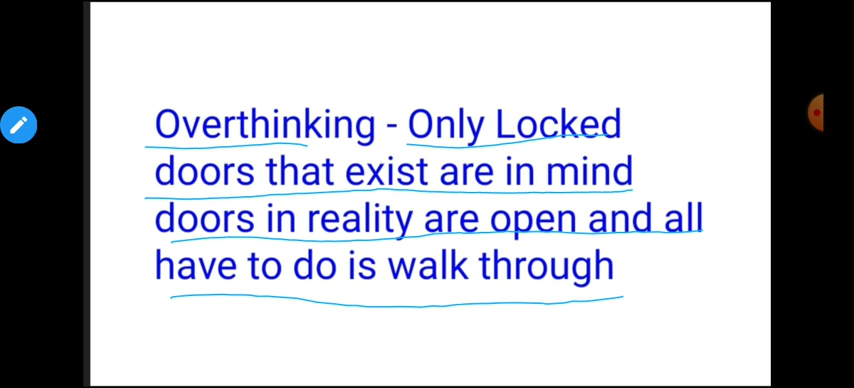 Overthinking - Only Locked
doors that exist are in mind
doors in reality are open and all
have to do is walk through